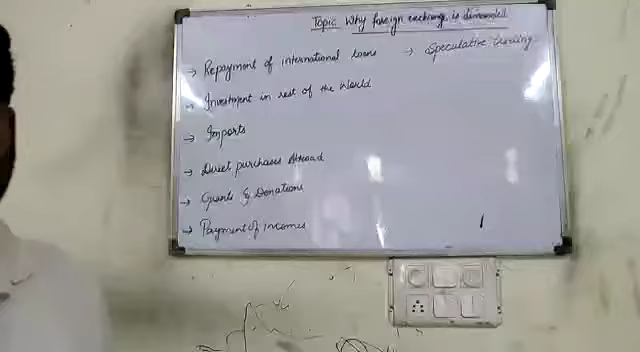 Topic Why foreign exchange is demanded
→ Repayment of international loans
→ Speculative
→ Investment in rest of the World
→ Imports
→ Direct purchases Abroad
→ Grants & Donations
→ Payment of incomes